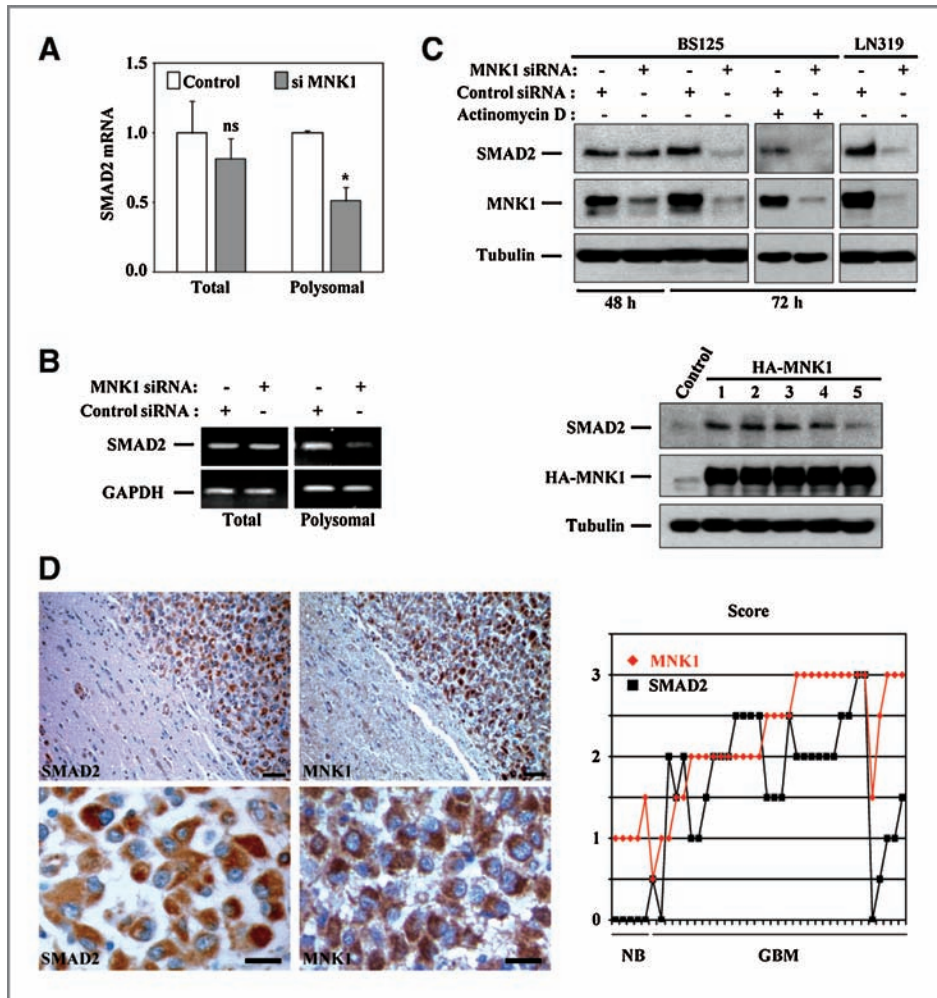 A
Control
si MNK1
SMAD2 mRNA
1.5
1.0
0.5
0.0
ns
*
Total Polysomal
B
MNK1 siRNA: - + - +
Control siRNA : + - + -
SMAD2
GAPDH
Total Polysomal
C
BS125 LN319
MNK1 siRNA: - + - + - + - +
Control siRNA : + - + - + - + -
Actinomycin D : - - - - + + - -
SMAD2
MNK1
Tubulin
48 h 72 h
Control HA-MNK1
1 2 3 4 5
SMAD2
HA-MNK1
Tubulin
D
SMAD2 MNK1
SMAD2 MNK1
Score
MNK1
SMAD2
3
2
1
0
NB GBM